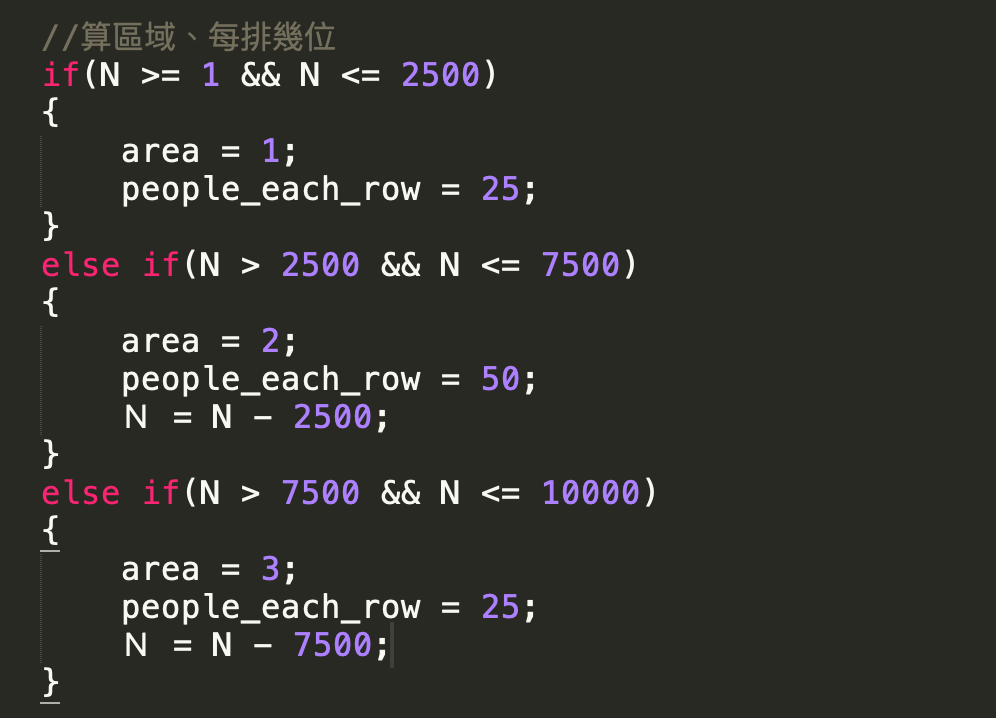 //算區域、每排幾位
if(N >= 1 && N <= 2500)
{
    area = 1;
    people_each_row = 25;
}
else if(N > 2500 && N <= 7500)
{
    area = 2;
    people_each_row = 50;
    N = N - 2500;
}
else if(N > 7500 && N <= 10000)
{
    area = 3;
    people_each_row = 25;
    N = N - 7500;
}